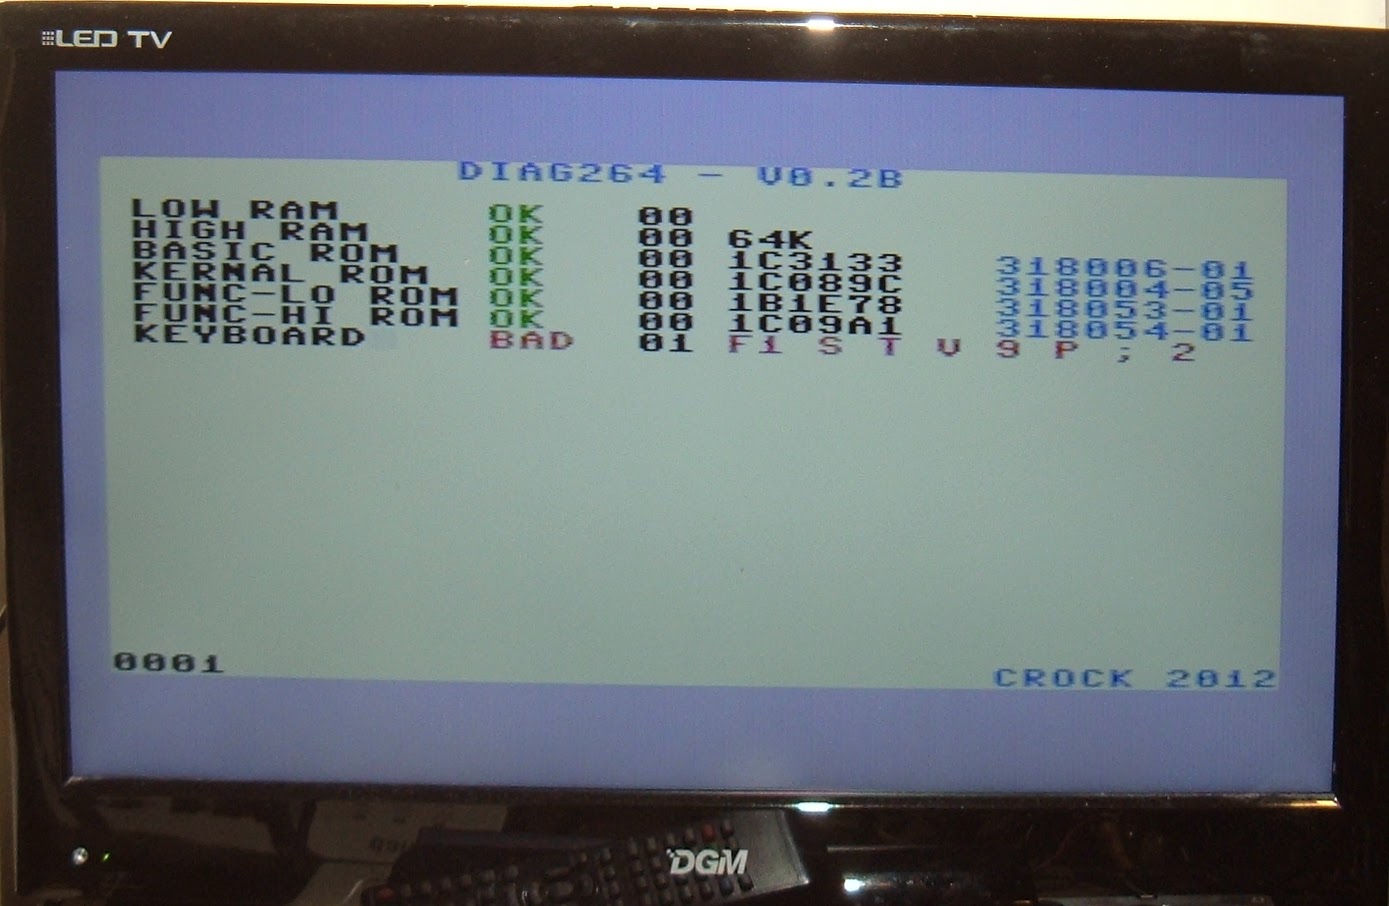 LED TV
DIAG264 - V0.2B
LOW RAM OK 00
HIGH RAM OK 00 64K
BASIC ROM OK 00 1C3133 318006-01
KERNAL ROM OK 00 1C089C 318004-05
FUNC-LO ROM OK 00 1B1E78 318053-01
FUNC-HI ROM OK 00 1C09A1 318054-01
KEYBOARD BAD 01 F1 S T V 9 P ; 2
0001
CROCK 2012
DGM